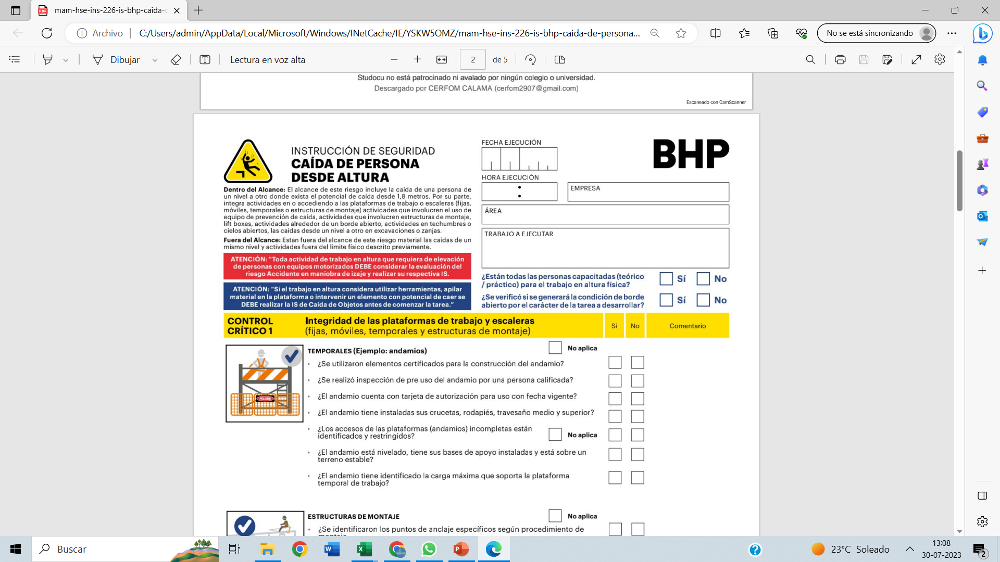 mam-hse-ins-226-is-bhp-caida-c
Archivo
C:/Users/admin/AppData/Local/Microsoft/Windows/INetCache/IE/YSKW5OMZ/mam-hse-ins-226-is-bhp-caida-de-persona...
No se está sincronizando
Dibujar
Lectura en voz alta
2 de 5
Studocu no está patrocinado ni avalado por ningún colegio o universidad.
Descargado por CERFOM CALAMA (cerfom2907@gmail.com)
Escaneado con CamScanner
INSTRUCCIÓN DE SEGURIDAD
CAÍDA DE PERSONA
DESDE ALTURA
Dentro del Alcance: El alcance de este riesgo incluye la caída de una persona de
un nivel a otro donde exista el potencial de caída desde 1,8 metros. Por su parte,
integra actividades en o accediendo a las plataformas de trabajo o escaleras (fijas,
móviles, temporales o estructuras de montaje) actividades que involucren el uso de
equipo de prevención de caída, actividades que involucren estructuras de montaje,
lift boxes, actividades alrededor de un borde abierto, actividades en techumbres o
cielos abiertos, las caídas desde un nivel a otro en excavaciones o zanjas.
Fuera del Alcance: Estan fuera del alcance de este riesgo material las caídas de un
mismo nivel y actividades fuera del límite físico descrito previamente.
ATENCIÓN: “Toda actividad de trabajo en altura que requiera de elevación
de personas con equipos motorizados DEBE considerar la evaluación del
riesgo Accidente en maniobra de izaje y realizar su respectiva IS.
ATENCIÓN: “Si el trabajo en altura considera utilizar herramientas, apilar
material en la plataforma o intervenir un elemento con potencial de caer se
DEBE realizar la IS de Caída de Objetos antes de comenzar la tarea.”
FECHA EJECUCIÓN
BHP
HORA EJECUCIÓN
:
EMPRESA
ÁREA
TRABAJO A EJECUTAR
¿Están todas las personas capacitadas (teórico
/ práctico) para el trabajo en altura física?
Sí No
¿Se verificó si se generará la condición de borde
abierto por el carácter de la tarea a desarrollar?
Sí No
CONTROL
CRÍTICO 1
Integridad de las plataformas de trabajo y escaleras
(fijas, móviles, temporales y estructuras de montaje)
Sí No Comentario
PELIGRO
TEMPORALES (Ejemplo: andamios) No aplica
• ¿Se utilizaron elementos certificados para la construcción del andamio?
• ¿Se realizó inspección de pre uso del andamio por una persona calificada?
• ¿El andamio cuenta con tarjeta de autorización para uso con fecha vigente?
• ¿El andamio tiene instaladas sus crucetas, rodapiés, travesaño medio y superior?
• ¿Los accesos de las plataformas (andamios) incompletas están
identificados y restringidos?
No aplica
• ¿El andamio está nivelado, tiene sus bases de apoyo instaladas y está sobre un
terreno estable?
• ¿El andamio tiene identificado la carga máxima que soporta la plataforma
temporal de trabajo?
ESTRUCTURAS DE MONTAJE No aplica
• ¿Se identificaron los puntos de anclaje específicos según procedimiento de
Buscar
23°C Soleado
13:08
30-07-2023
2